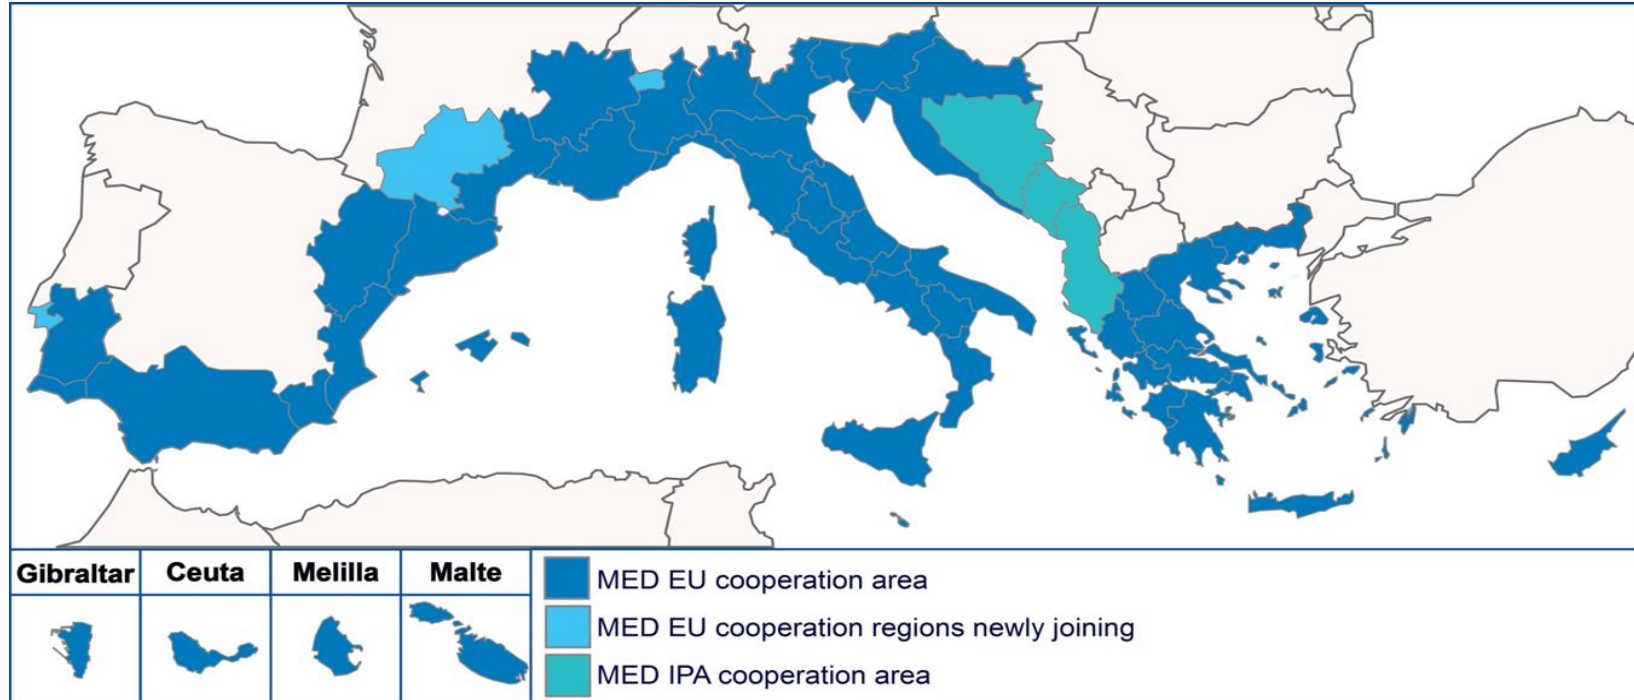 Gibraltar
Ceuta
Melilla
Malte
MED EU cooperation area
MED EU cooperation regions newly joining
MED IPA cooperation area